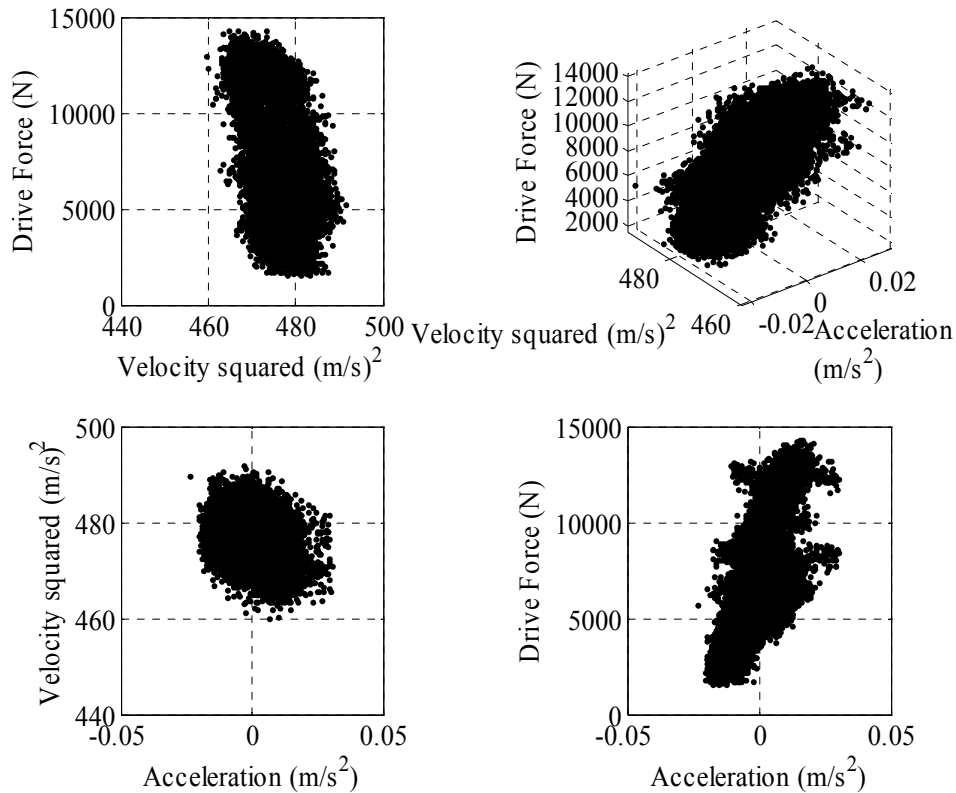 15000
10000
5000
0
Drive Force (N)
440 460 480 500
Velocity squared (m/s)²
14000
12000
10000
8000
6000
4000
2000
Drive Force (N)
480
460
Velocity squared (m/s)²
-0.02
0
0.02
Acceleration
(m/s²)
500
480
460
440
Velocity squared (m/s)²
-0.05 0 0.05
Acceleration (m/s²)
15000
10000
5000
0
Drive Force (N)
-0.05 0 0.05
Acceleration (m/s²)